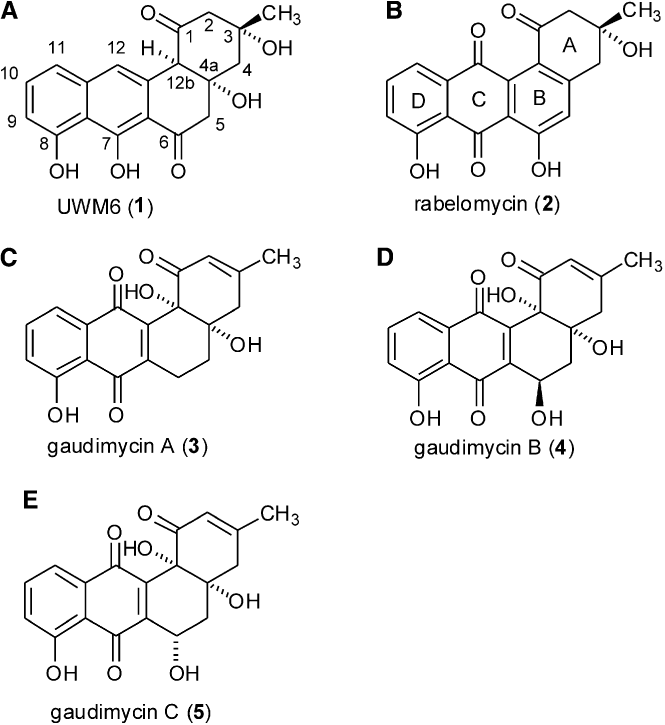 A
O
CH3
1
2
3
OH
11
12
H
4a
4
10
12b
OH
9
5
8
7
6
OH
OH
O
UWM6 (1)
B
O
CH3
O
A
OH
D
C
B
OH
O
OH
rabelomycin (2)
C
O
CH3
O
HO
OH
OH
O
gaudimycin A (3)
D
O
CH3
O
HO
OH
OH
O
OH
gaudimycin B (4)
E
O
CH3
O
HO
OH
OH
O
OH
gaudimycin C (5)